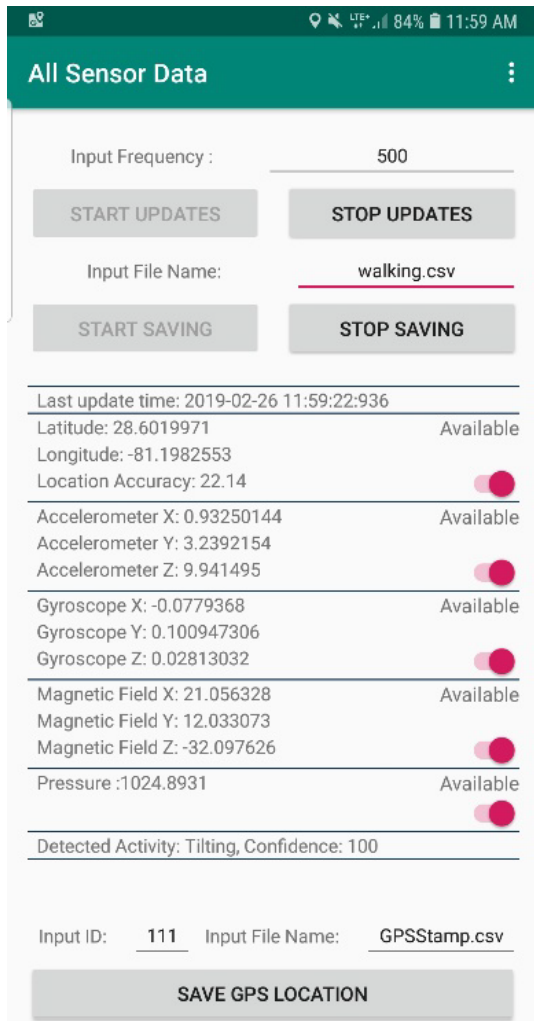 LTE+ 84% 11:59 AM
All Sensor Data
Input Frequency : 500
START UPDATES STOP UPDATES
Input File Name: walking.csv
START SAVING STOP SAVING
Last update time: 2019-02-26 11:59:22:936
Latitude: 28.6019971 Available
Longitude: -81.1982553
Location Accuracy: 22.14
Accelerometer X: 0.93250144 Available
Accelerometer Y: 3.2392154
Accelerometer Z: 9.941495
Gyroscope X: -0.0779368 Available
Gyroscope Y: 0.100947306
Gyroscope Z: 0.02813032
Magnetic Field X: 21.056328 Available
Magnetic Field Y: 12.033073
Magnetic Field Z: -32.097626
Pressure :1024.8931 Available
Detected Activity: Tilting, Confidence: 100
Input ID: 111 Input File Name: GPSStamp.csv
SAVE GPS LOCATION